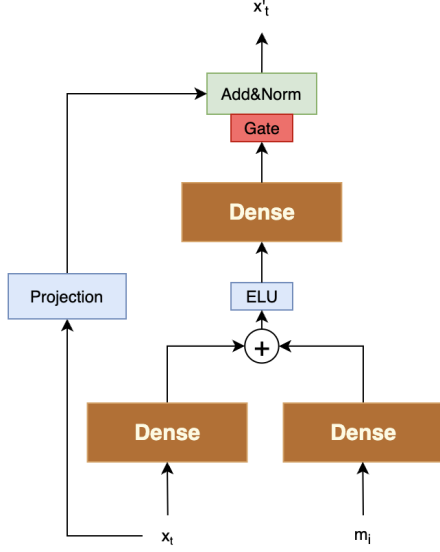 x't
Add&Norm
Gate
Dense
Projection
ELU
+
Dense
Dense
xt
mi